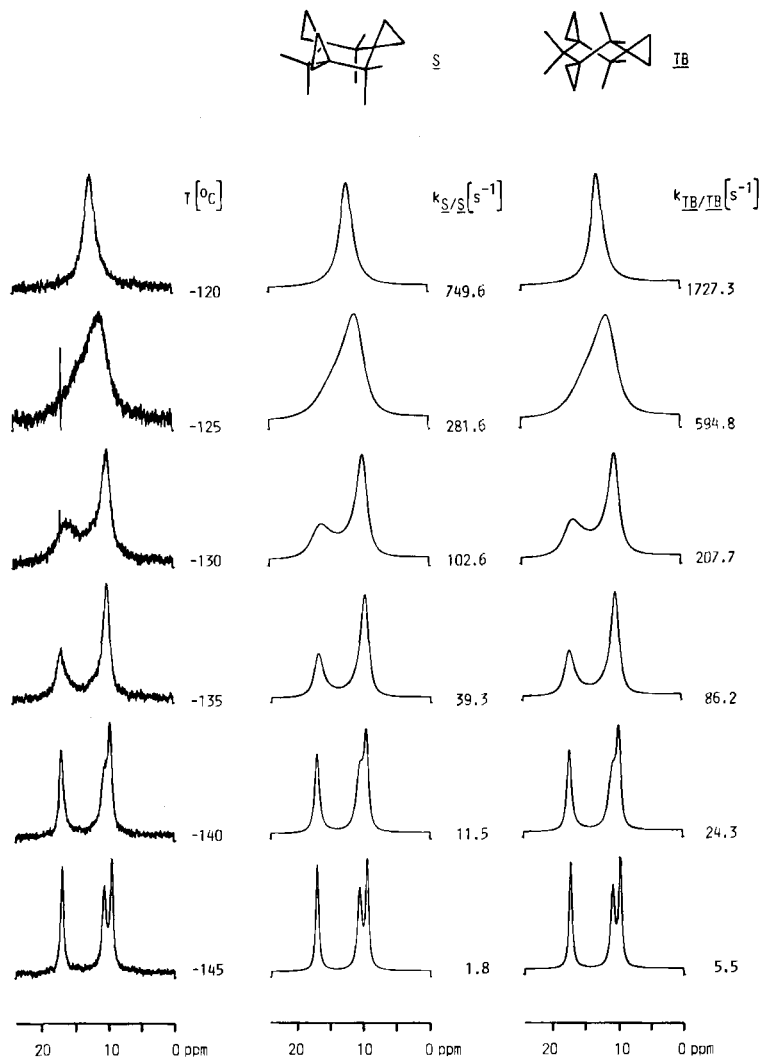 S TB
T [°C] k S/S [s⁻¹] k TB/TB [s⁻¹]
-120 749.6 1727.3
-125 281.6 594.8
-130 102.6 207.7
-135 39.3 86.2
-140 11.5 24.3
-145 1.8 5.5
20 10 0 ppm 20 10 0 ppm 20 10 0 ppm